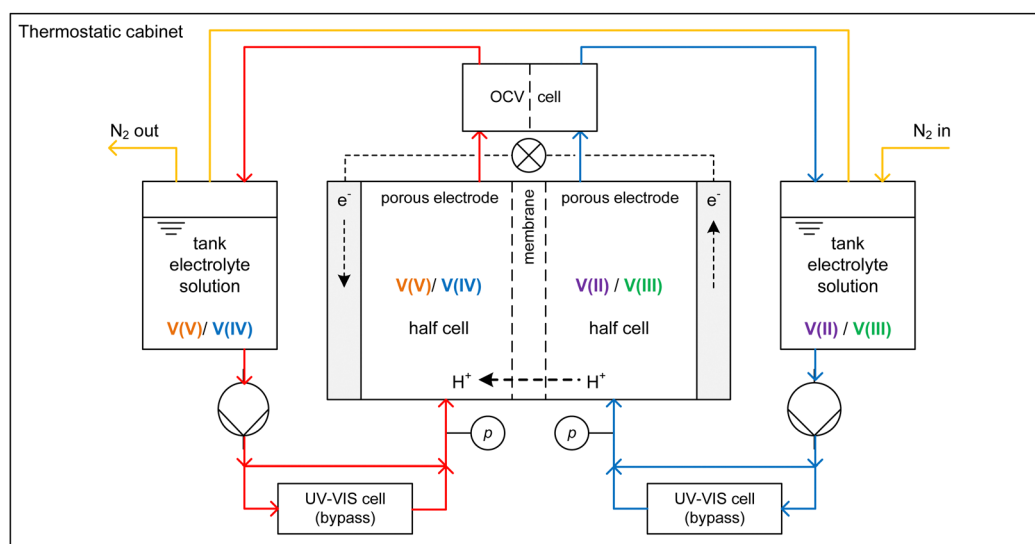 Thermostatic cabinet
OCV cell
N₂ out
N₂ in
e⁻
porous electrode
membrane
porous electrode
e⁻
tank
electrolyte
solution
V(V)/ V(IV)
V(V)/ V(IV)
half cell
V(II) / V(III)
half cell
tank
electrolyte
solution
V(II) / V(III)
H⁺
H⁺
p
p
UV-VIS cell
(bypass)
UV-VIS cell
(bypass)